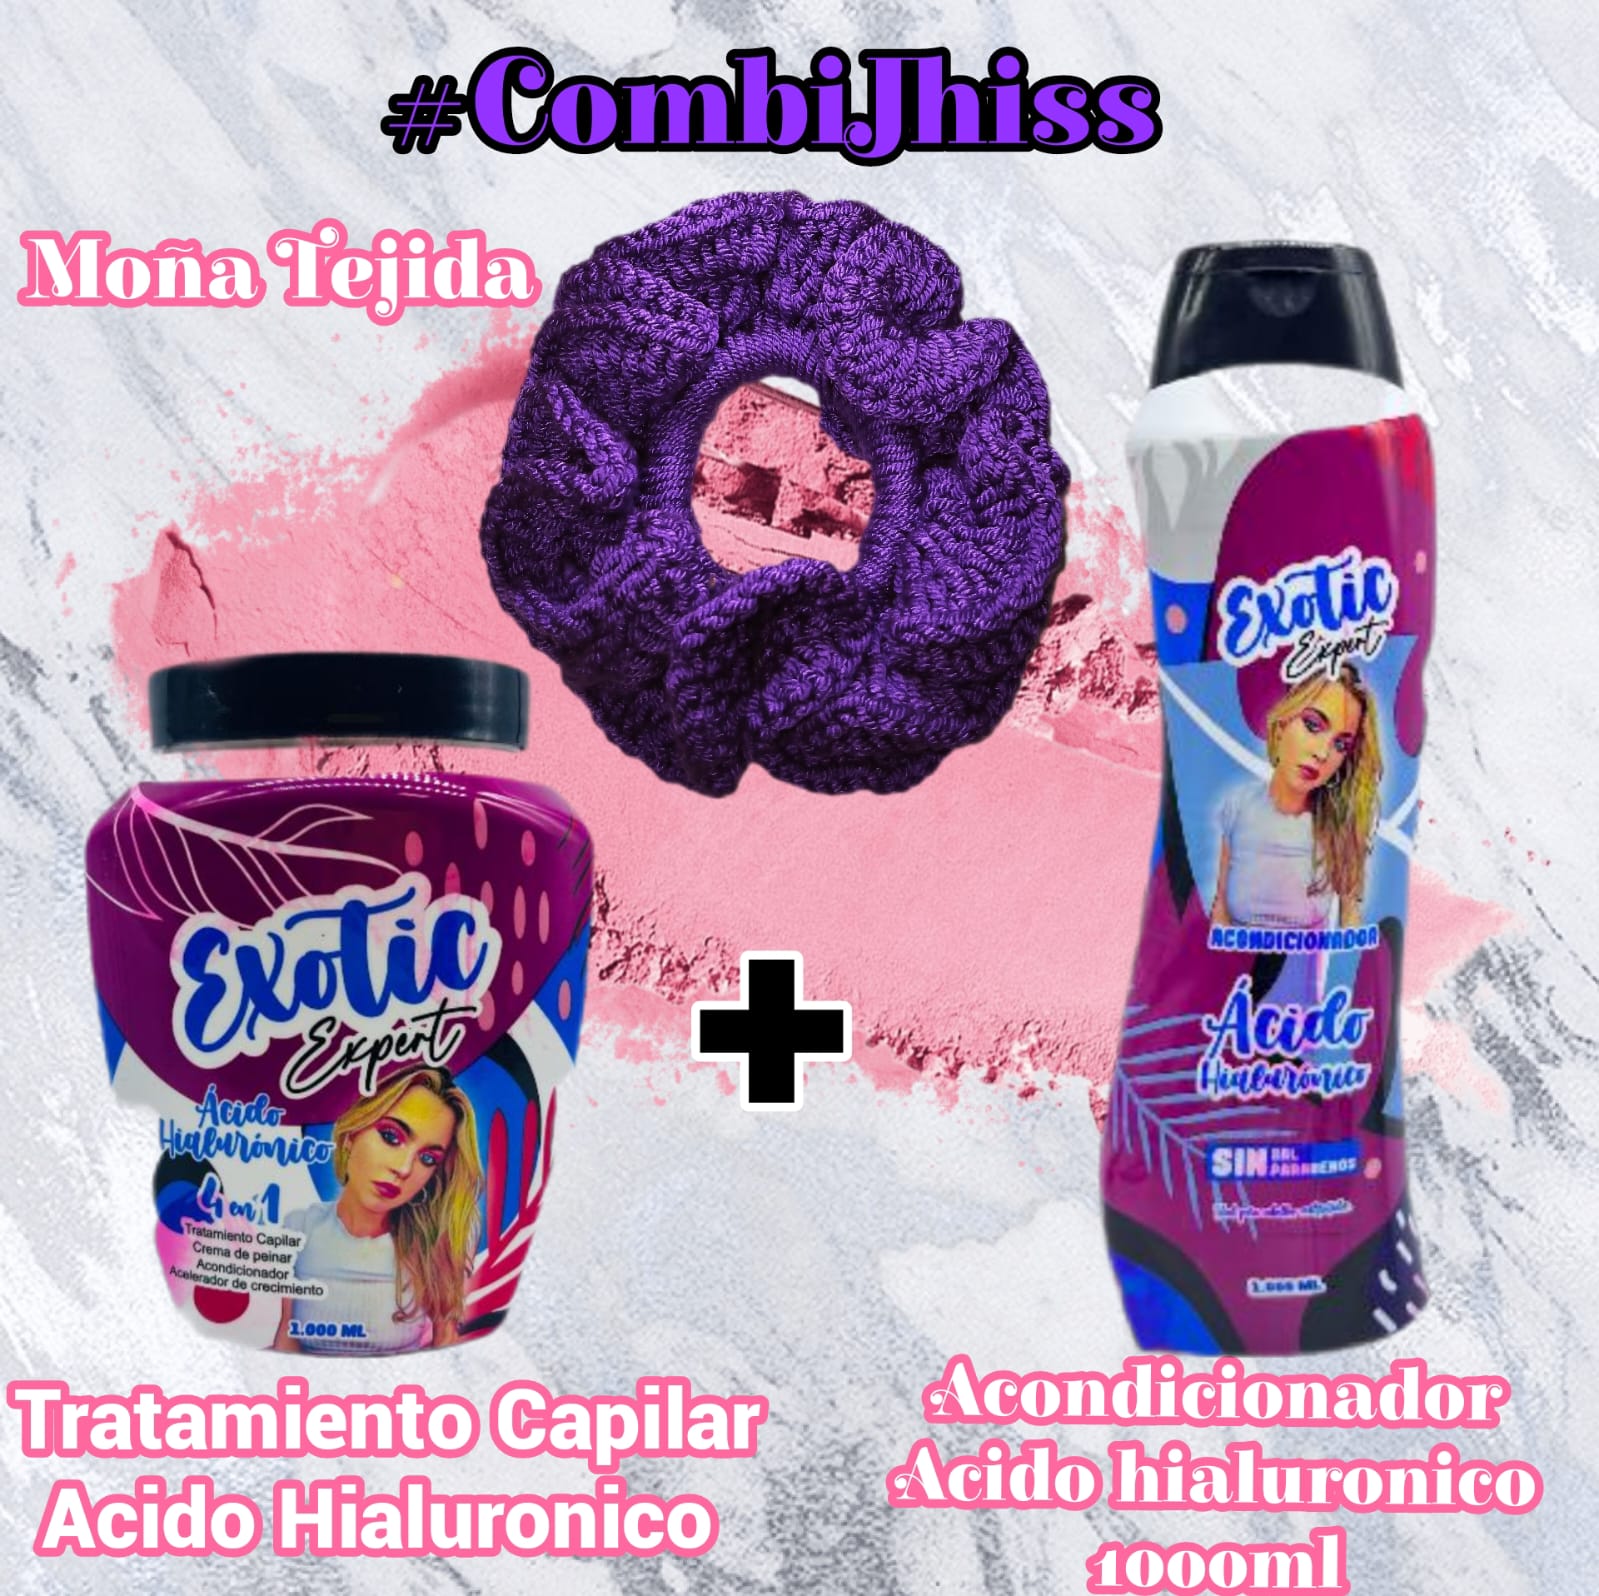 #CombiJhiss
Moña Tejida
Exotic
Expert
Ácido
Hialurónico
4 en 1
Tratamiento Capilar
Crema de peinar
Acondicionador
Acelerador de crecimiento
1.000 ML
Exotic
Expert
ACONDICIONADOR
Ácido
Hialurónico
SIN SAL
PARABENOS
1.000 ML
Tratamiento Capilar
Acido Hialuronico
Acondicionador
Acido hialuronico
1000ml